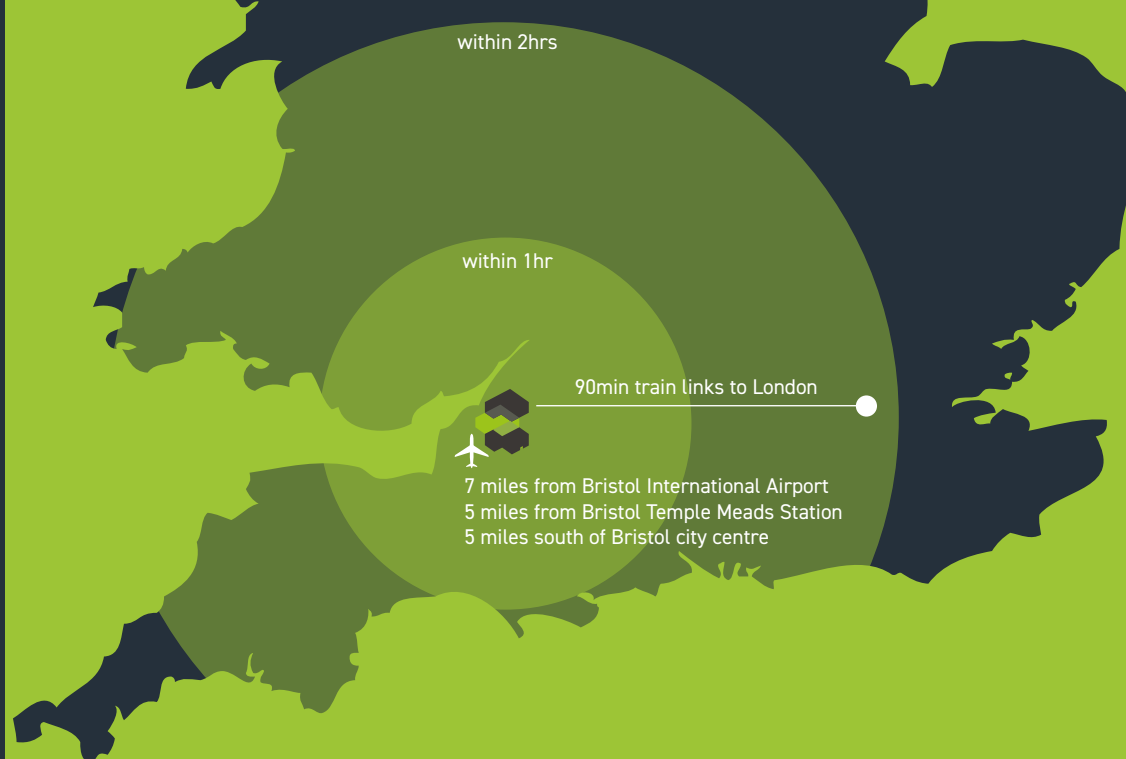 within 2hrs
within 1hr
90min train links to London
7 miles from Bristol International Airport
5 miles from Bristol Temple Meads Station
5 miles south of Bristol city centre